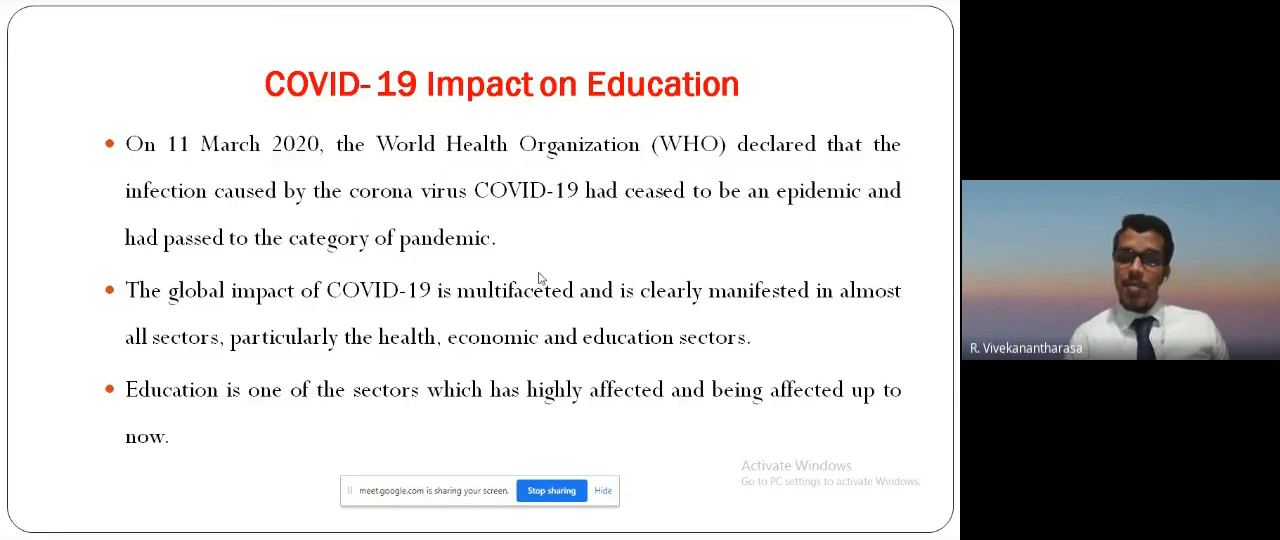 COVID-19 Impact on Education
On 11 March 2020, the World Health Organization (WHO) declared that the
infection caused by the corona virus COVID-19 had ceased to be an epidemic and
had passed to the category of pandemic.
The global impact of COVID-19 is multifaceted and is clearly manifested in almost
all sectors, particularly the health, economic and education sectors.
Education is one of the sectors which has highly affected and being affected up to
now.
Activate Windows
Go to PC settings to activate Windows.
meet.google.com is sharing your screen. Stop sharing Hide
R. Vivekanantharasa